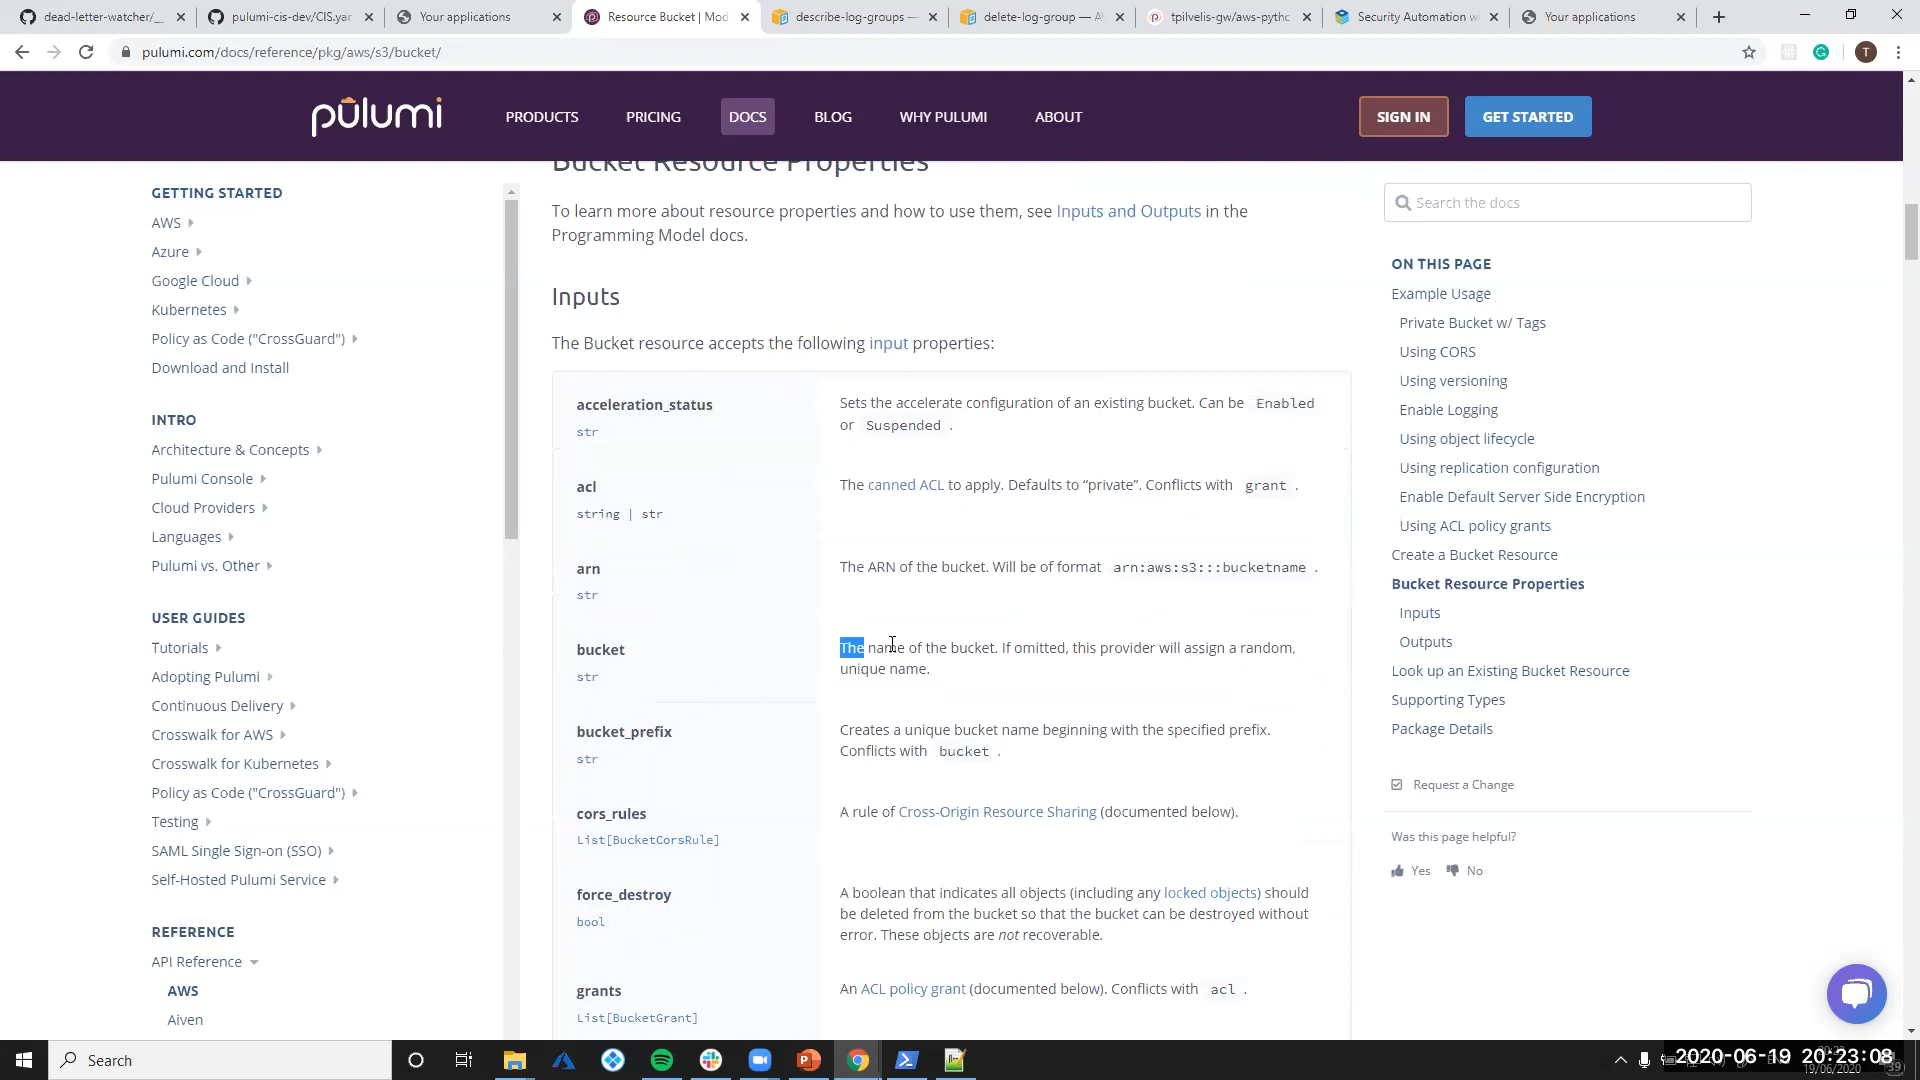 dead-letter-watcher/__
pulumi-cis-dev/CIS.yar
Your applications
Resource Bucket | Mod
describe-log-groups —
delete-log-group — A
tpilvelis-gw/aws-pytho
Security Automation w
Your applications
pulumi.com/docs/reference/pkg/aws/s3/bucket/
T
pulumi
PRODUCTS
PRICING
DOCS
BLOG
WHY PULUMI
ABOUT
SIGN IN
GET STARTED
GETTING STARTED
AWS
Azure
Google Cloud
Kubernetes
Policy as Code ("CrossGuard")
Download and Install
INTRO
Architecture & Concepts
Pulumi Console
Cloud Providers
Languages
Pulumi vs. Other
USER GUIDES
Tutorials
Adopting Pulumi
Continuous Delivery
Crosswalk for AWS
Crosswalk for Kubernetes
Policy as Code ("CrossGuard")
Testing
SAML Single Sign-on (SSO)
Self-Hosted Pulumi Service
REFERENCE
API Reference
AWS
Aiven
Bucket Resource Properties
To learn more about resource properties and how to use them, see Inputs and Outputs in the
Programming Model docs.
Inputs
The Bucket resource accepts the following input properties:
acceleration_status
str
Sets the accelerate configuration of an existing bucket. Can be Enabled
or Suspended .
acl
string | str
The canned ACL to apply. Defaults to “private”. Conflicts with grant .
arn
str
The ARN of the bucket. Will be of format arn:aws:s3:::bucketname .
bucket
str
The name of the bucket. If omitted, this provider will assign a random,
unique name.
bucket_prefix
str
Creates a unique bucket name beginning with the specified prefix.
Conflicts with bucket .
cors_rules
List[BucketCorsRule]
A rule of Cross-Origin Resource Sharing (documented below).
force_destroy
bool
A boolean that indicates all objects (including any locked objects) should
be deleted from the bucket so that the bucket can be destroyed without
error. These objects are not recoverable.
grants
List[BucketGrant]
An ACL policy grant (documented below). Conflicts with acl .
Search the docs
ON THIS PAGE
Example Usage
Private Bucket w/ Tags
Using CORS
Using versioning
Enable Logging
Using object lifecycle
Using replication configuration
Enable Default Server Side Encryption
Using ACL policy grants
Create a Bucket Resource
Bucket Resource Properties
Inputs
Outputs
Look up an Existing Bucket Resource
Supporting Types
Package Details
Request a Change
Was this page helpful?
Yes
No
Search
2020-06-19 20:23:08
19/06/2020
39